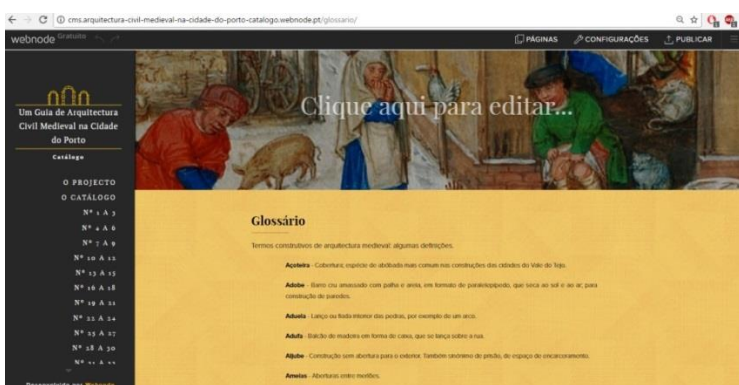 cms.arquitectura-civil-medieval-na-cidade-do-porto-catalogo.webnode.pt/glossario/
webnode Gratuito
PÁGINAS
CONFIGURAÇÕES
PUBLICAR
Clique aqui para editar...
Um Guia de Arquitectura
Civil Medieval na Cidade
do Porto
Catálogo
O PROJECTO
O CATÁLOGO
Nº 1 A 3
Nº 4 A 6
Nº 7 A 9
Nº 10 A 12
Nº 13 A 15
Nº 16 A 18
Nº 19 A 21
Nº 22 A 24
Nº 25 A 27
Nº 28 A 30
Glossário
Termos construtivos de arquitectura medieval: algumas definições.
Açoteira - Cobertura; espécie de abóbada mais comum nas construções das cidades do Vale do Tejo.
Adobe - Barro cru amassado com palha e areia, em formato de paralelepípedo, que seca ao sol e ao ar; para
construção de paredes.
Aduela - Lanço ou fiada interior das pedras, por exemplo de um arco.
Adufa - Balcão de madeira em forma de caixa, que se lança sobre a rua.
Aljube - Construção sem abertura para o exterior. Também sinónimo de prisão, de espaço de encarceramento.
Ameias - Aberturas entre merlões.